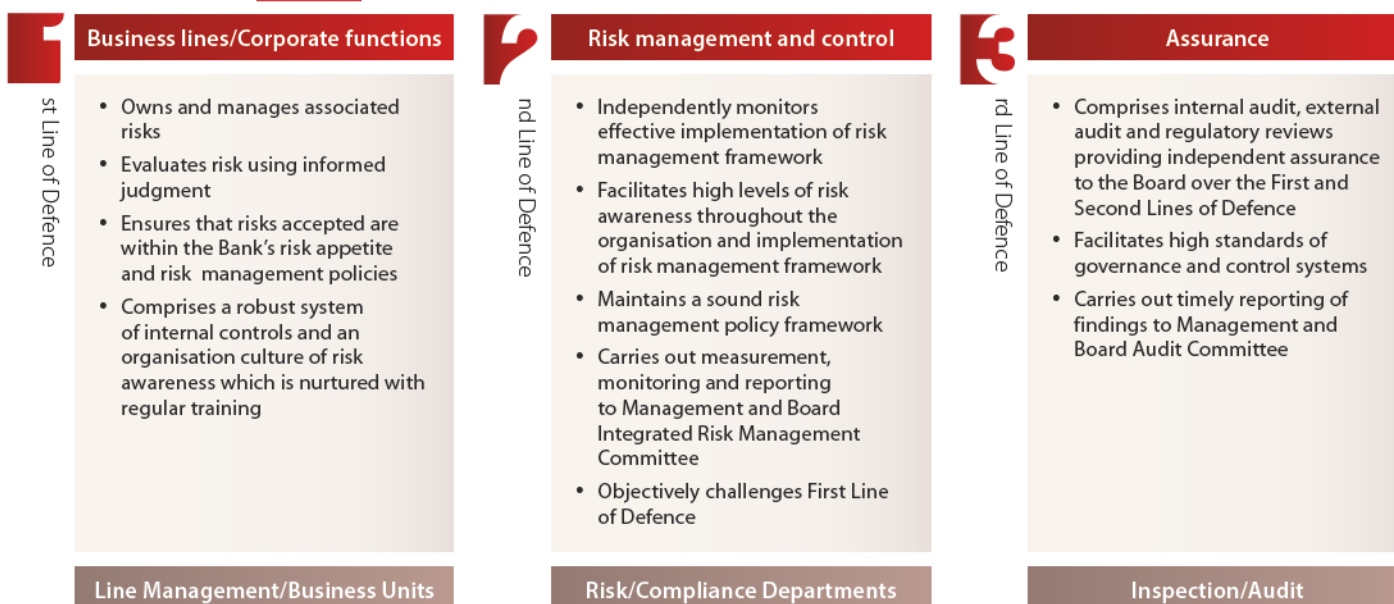 1
st Line of Defence
Business lines/Corporate functions
• Owns and manages associated
risks
• Evaluates risk using informed
judgment
• Ensures that risks accepted are
within the Bank’s risk appetite
and risk management policies
• Comprises a robust system
of internal controls and an
organisation culture of risk
awareness which is nurtured with
regular training
Line Management/Business Units
2
nd Line of Defence
Risk management and control
• Independently monitors
effective implementation of risk
management framework
• Facilitates high levels of risk
awareness throughout the
organisation and implementation
of risk management framework
• Maintains a sound risk
management policy framework
• Carries out measurement,
monitoring and reporting
to Management and Board
Integrated Risk Management
Committee
• Objectively challenges First Line
of Defence
Risk/Compliance Departments
3
rd Line of Defence
Assurance
• Comprises internal audit, external
audit and regulatory reviews
providing independent assurance
to the Board over the First and
Second Lines of Defence
• Facilitates high standards of
governance and control systems
• Carries out timely reporting of
findings to Management and
Board Audit Committee
Inspection/Audit